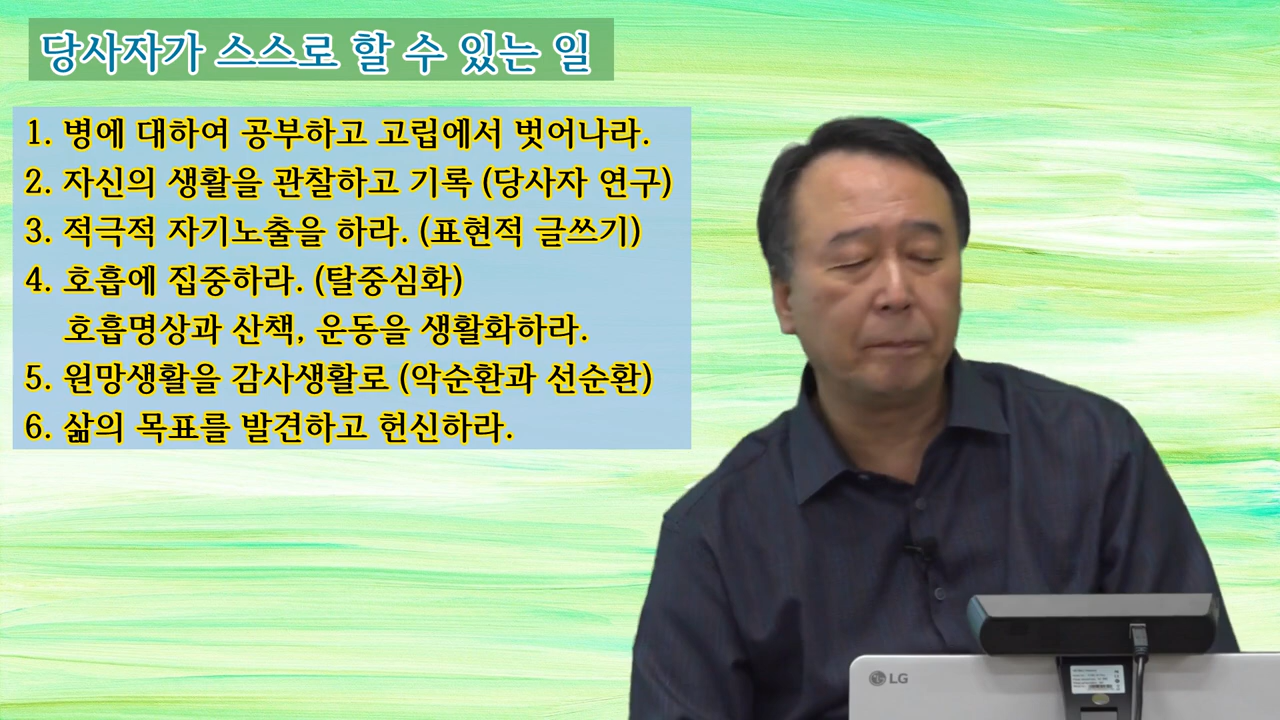 당사자가 스스로 할 수 있는 일
1. 병에 대하여 공부하고 고립에서 벗어나라.
2. 자신의 생활을 관찰하고 기록 (당사자 연구)
3. 적극적 자기노출을 하라. (표현적 글쓰기)
4. 호흡에 집중하라. (탈중심화)
호흡명상과 산책, 운동을 생활화하라.
5. 원망생활을 감사생활로 (악순환과 선순환)
6. 삶의 목표를 발견하고 헌신하라.
LG